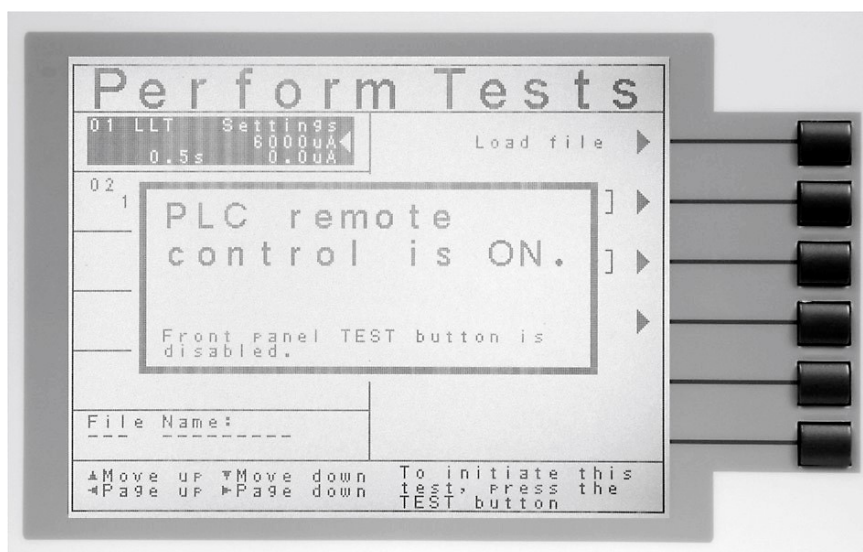 Perform Tests
01 LLT Settings
6000uA
0.5s 0.0uA
Load file
02
1
]
]
PLC remote
control is ON.
Front panel TEST button is
disabled.
File Name:
▲Move up ▼Move down
◄Page up ►Page down
To initiate this
test, press the
TEST button